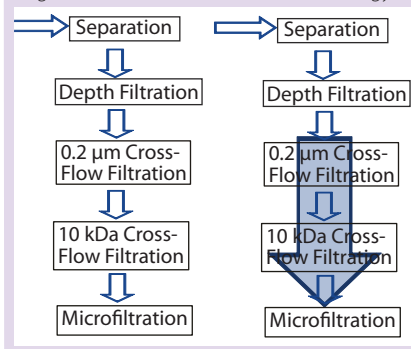 Separation
Depth Filtration
0.2 µm Cross-
Flow Filtration
10 kDa Cross-
Flow Filtration
Microfiltration
Separation
Depth Filtration
0.2 µm Cross-
Flow Filtration
10 kDa Cross-
Flow Filtration
Microfiltration